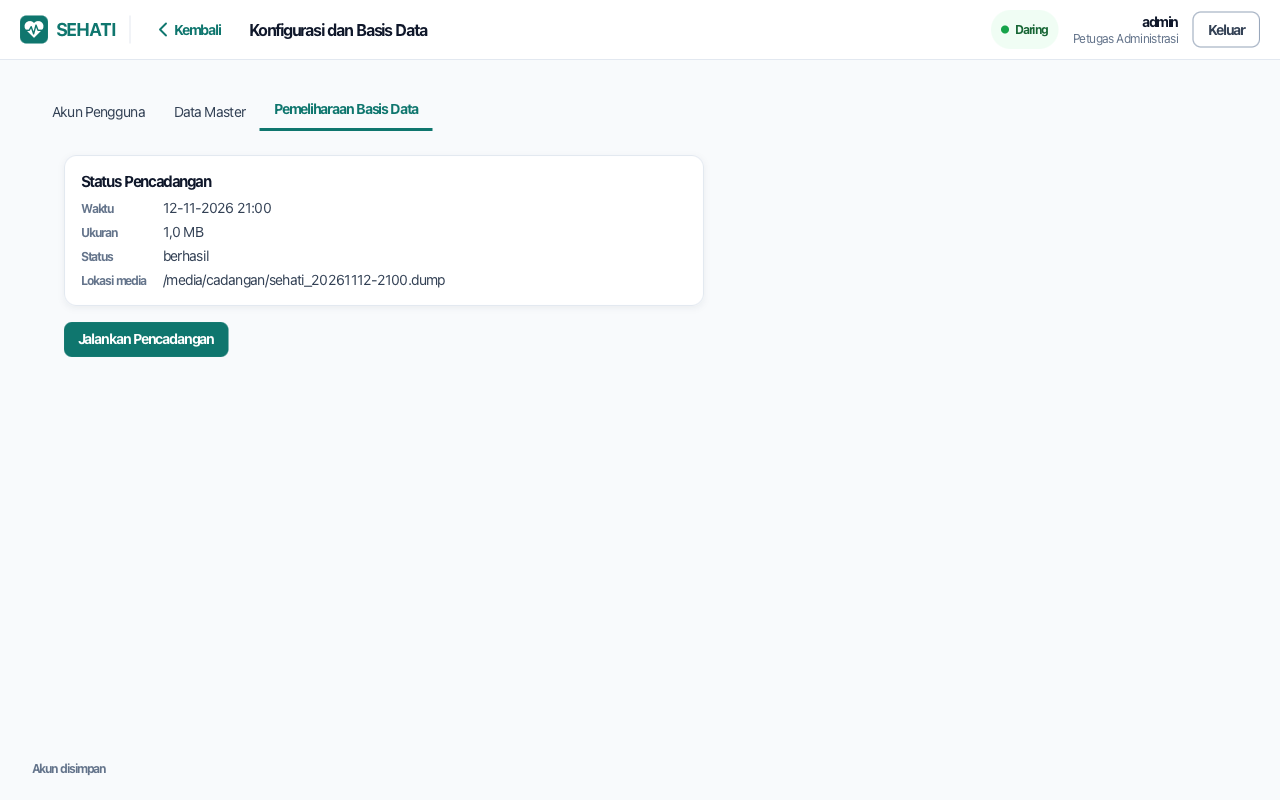 SEHATI
Kembali
Konfigurasi dan Basis Data
Daring
admin
Petugas Administrasi
Keluar
Akun Pengguna
Data Master
Pemeliharaan Basis Data
Status Pencadangan
Waktu 12-11-2026 21:00
Ukuran 1,0 MB
Status berhasil
Lokasi media /media/cadangan/sehati_20261112-2100.dump
Jalankan Pencadangan
Akun disimpan